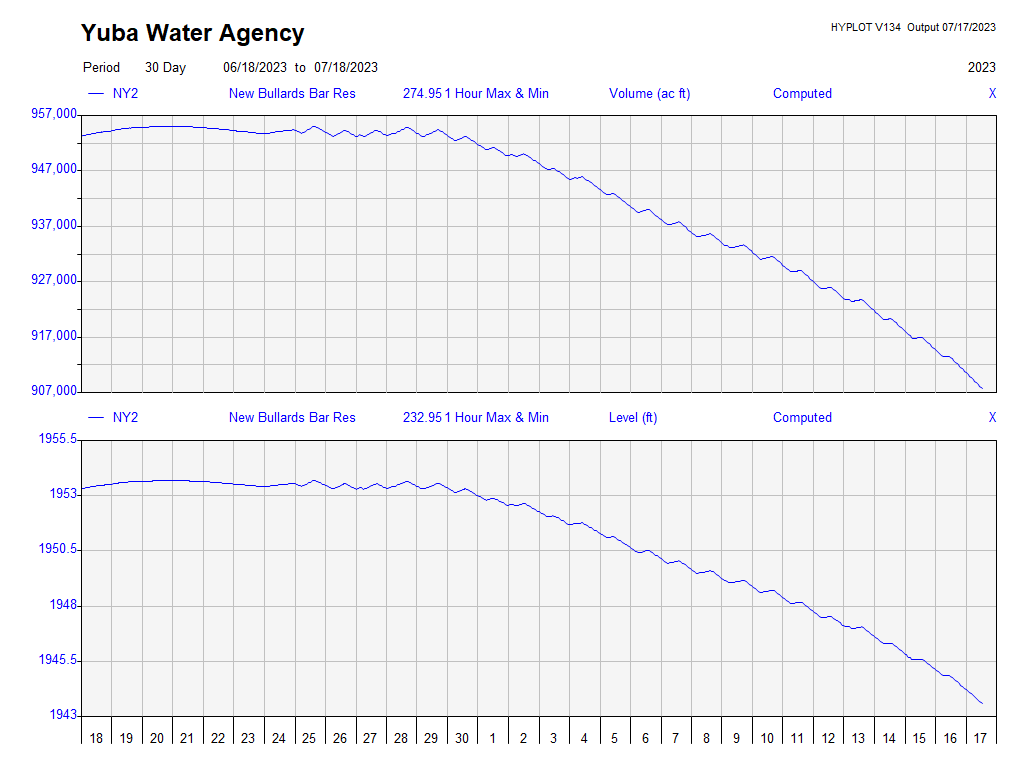 Yuba Water Agency
HYPLOT V134 Output 07/17/2023
Period 30 Day 06/18/2023 to 07/18/2023 2023
NY2 New Bullards Bar Res 274.95 1 Hour Max & Min Volume (ac ft) Computed X
957,000
947,000
937,000
927,000
917,000
907,000
NY2 New Bullards Bar Res 232.95 1 Hour Max & Min Level (ft) Computed X
1955.5
1953
1950.5
1948
1945.5
1943
18 19 20 21 22 23 24 25 26 27 28 29 30 1 2 3 4 5 6 7 8 9 10 11 12 13 14 15 16 17